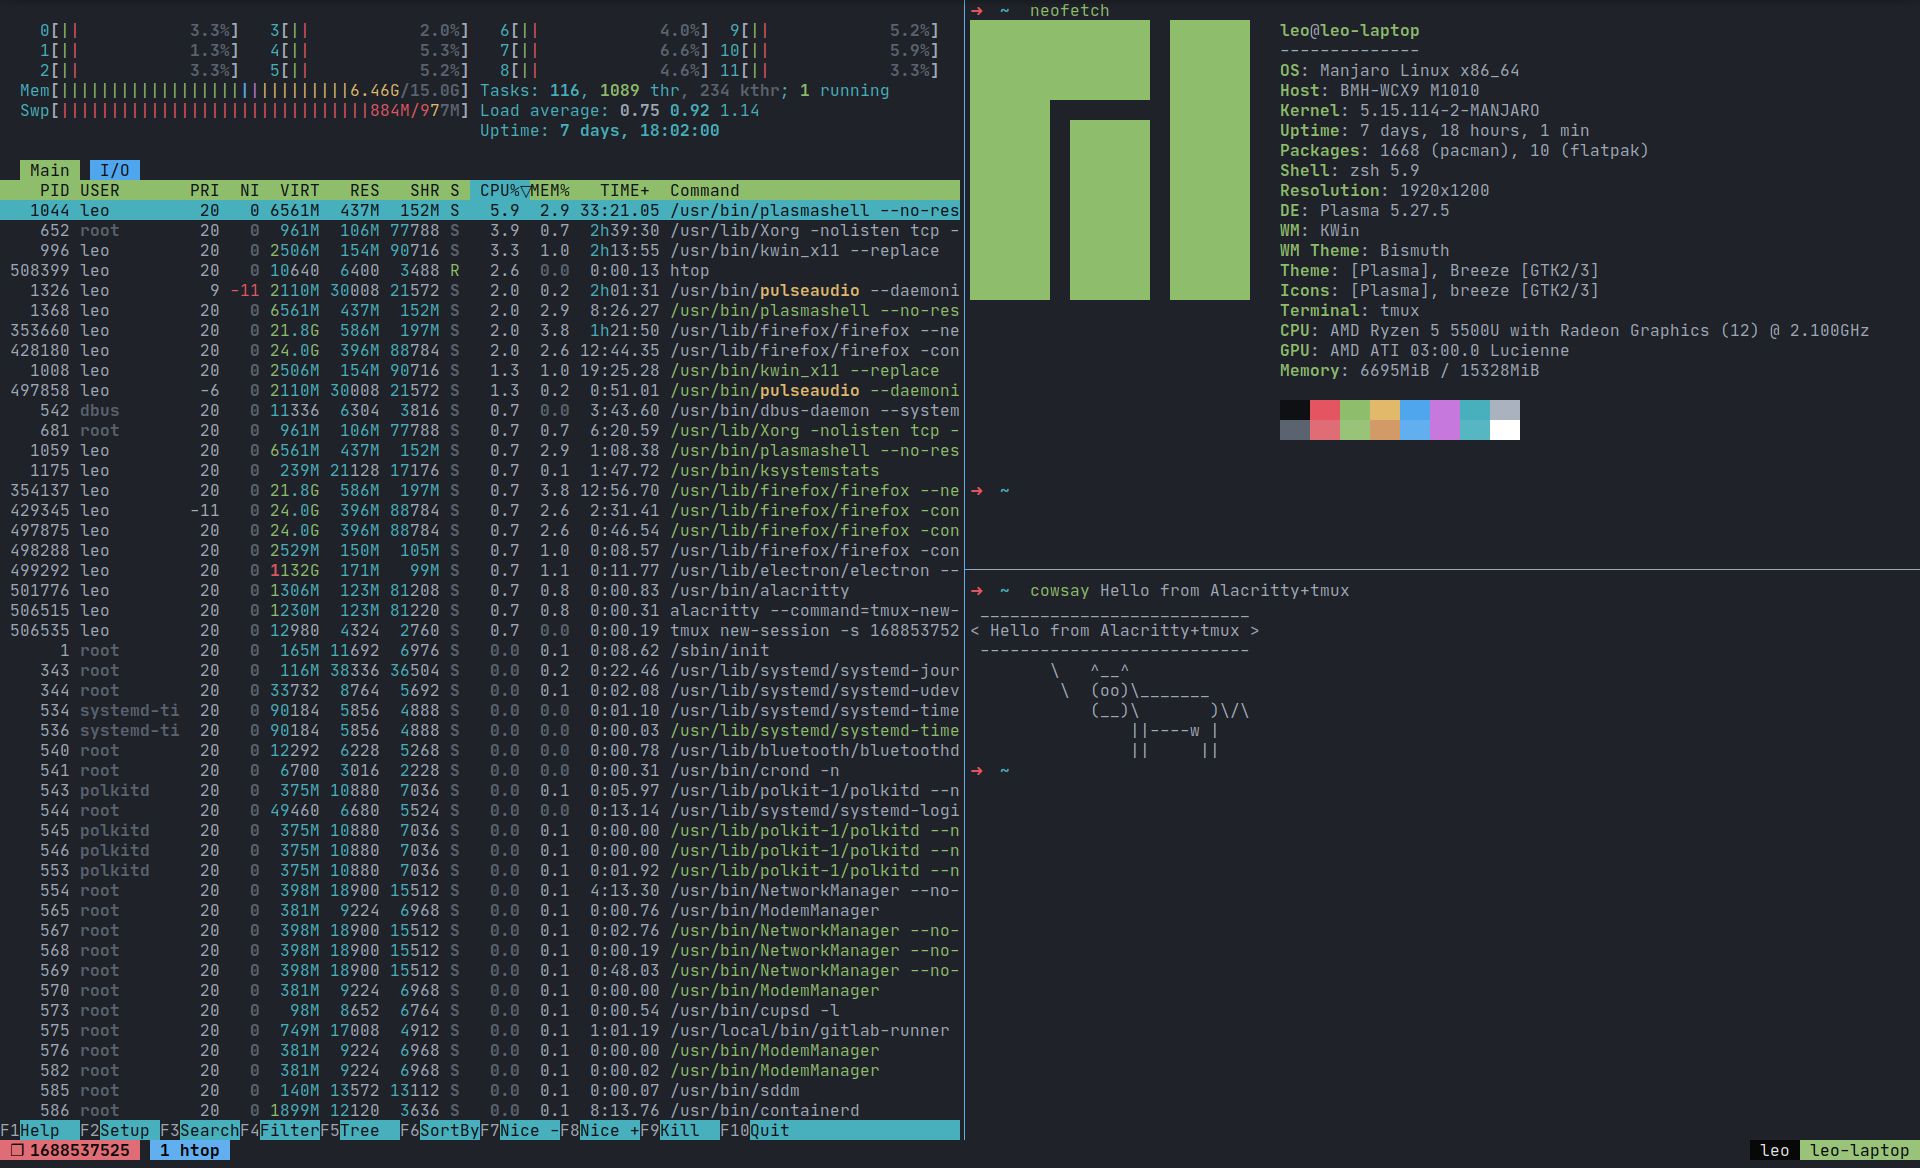 0[|| 3.3%] 3[|| 2.0%] 6[|| 4.0%] 9[|| 5.2%]
1[|| 1.3%] 4[|| 5.3%] 7[|| 6.6%] 10[|| 5.9%]
2[|| 3.3%] 5[|| 5.2%] 8[|| 4.6%] 11[|| 3.3%]
Mem[|||||||||||||||||||||||||||||6.46G/15.0G] Tasks: 116, 1089 thr, 234 kthr; 1 running
Swp[|||||||||||||||||||||||||||||||884M/977M] Load average: 0.75 0.92 1.14
Uptime: 7 days, 18:02:00
Main I/O
PID USER PRI NI VIRT RES SHR S CPU%▽MEM% TIME+ Command
1044 leo 20 0 6561M 437M 152M S 5.9 2.9 33:21.05 /usr/bin/plasmashell --no-res
652 root 20 0 961M 106M 77788 S 3.9 0.7 2h39:30 /usr/lib/Xorg -nolisten tcp -
996 leo 20 0 2506M 154M 90716 S 3.3 1.0 2h13:55 /usr/bin/kwin_x11 --replace
508399 leo 20 0 10640 6400 3488 R 2.6 0.0 0:00.13 htop
1326 leo 9 -11 2110M 30008 21572 S 2.0 0.2 2h01:31 /usr/bin/pulseaudio --daemoni
1368 leo 20 0 6561M 437M 152M S 2.0 2.9 8:26.27 /usr/bin/plasmashell --no-res
353660 leo 20 0 21.8G 586M 197M S 2.0 3.8 1h21:50 /usr/lib/firefox/firefox --ne
428180 leo 20 0 24.0G 396M 88784 S 2.0 2.6 12:44.35 /usr/lib/firefox/firefox -con
1008 leo 20 0 2506M 154M 90716 S 1.3 1.0 19:25.28 /usr/bin/kwin_x11 --replace
497858 leo -6 0 2110M 30008 21572 S 1.3 0.2 0:51.01 /usr/bin/pulseaudio --daemoni
542 dbus 20 0 11336 6304 3816 S 0.7 0.0 3:43.60 /usr/bin/dbus-daemon --system
681 root 20 0 961M 106M 77788 S 0.7 0.7 6:20.59 /usr/lib/Xorg -nolisten tcp -
1059 leo 20 0 6561M 437M 152M S 0.7 2.9 1:08.38 /usr/bin/plasmashell --no-res
1175 leo 20 0 239M 21128 17176 S 0.7 0.1 1:47.72 /usr/bin/ksystemstats
354137 leo 20 0 21.8G 586M 197M S 0.7 3.8 12:56.70 /usr/lib/firefox/firefox --ne
429345 leo -11 0 24.0G 396M 88784 S 0.7 2.6 2:31.41 /usr/lib/firefox/firefox -con
497875 leo 20 0 24.0G 396M 88784 S 0.7 2.6 0:46.54 /usr/lib/firefox/firefox -con
498288 leo 20 0 2529M 150M 105M S 0.7 1.0 0:08.57 /usr/lib/firefox/firefox -con
499292 leo 20 0 1132G 171M 99M S 0.7 1.1 0:11.77 /usr/lib/electron/electron --
501776 leo 20 0 1306M 123M 81208 S 0.7 0.8 0:00.83 /usr/bin/alacritty
506515 leo 20 0 1230M 123M 81220 S 0.7 0.8 0:00.31 alacritty --command=tmux-new-
506535 leo 20 0 12980 4324 2760 S 0.7 0.0 0:00.19 tmux new-session -s 168853752
1 root 20 0 165M 11692 6976 S 0.0 0.1 0:08.62 /sbin/init
343 root 20 0 116M 38336 36504 S 0.0 0.2 0:22.46 /usr/lib/systemd/systemd-jour
344 root 20 0 33732 8764 5692 S 0.0 0.1 0:02.08 /usr/lib/systemd/systemd-udev
534 systemd-ti 20 0 90184 5856 4888 S 0.0 0.0 0:01.10 /usr/lib/systemd/systemd-time
536 systemd-ti 20 0 90184 5856 4888 S 0.0 0.0 0:00.03 /usr/lib/systemd/systemd-time
540 root 20 0 12292 6228 5268 S 0.0 0.0 0:00.78 /usr/lib/bluetooth/bluetoothd
541 root 20 0 6700 3016 2228 S 0.0 0.0 0:00.31 /usr/bin/crond -n
543 polkitd 20 0 375M 10880 7036 S 0.0 0.1 0:05.97 /usr/lib/polkit-1/polkitd --n
544 root 20 0 49460 6680 5524 S 0.0 0.0 0:13.14 /usr/lib/systemd/systemd-logi
545 polkitd 20 0 375M 10880 7036 S 0.0 0.1 0:00.00 /usr/lib/polkit-1/polkitd --n
546 polkitd 20 0 375M 10880 7036 S 0.0 0.1 0:00.00 /usr/lib/polkit-1/polkitd --n
553 polkitd 20 0 375M 10880 7036 S 0.0 0.1 0:01.92 /usr/lib/polkit-1/polkitd --n
554 root 20 0 398M 18900 15512 S 0.0 0.1 4:13.30 /usr/bin/NetworkManager --no-
565 root 20 0 381M 9224 6968 S 0.0 0.1 0:00.76 /usr/bin/ModemManager
567 root 20 0 398M 18900 15512 S 0.0 0.1 0:02.76 /usr/bin/NetworkManager --no-
568 root 20 0 398M 18900 15512 S 0.0 0.1 0:00.19 /usr/bin/NetworkManager --no-
569 root 20 0 398M 18900 15512 S 0.0 0.1 0:48.03 /usr/bin/NetworkManager --no-
570 root 20 0 381M 9224 6968 S 0.0 0.1 0:00.00 /usr/bin/ModemManager
573 root 20 0 98M 8652 6764 S 0.0 0.1 0:00.54 /usr/bin/cupsd -l
575 root 20 0 749M 17008 4912 S 0.0 0.1 1:01.19 /usr/local/bin/gitlab-runner
576 root 20 0 381M 9224 6968 S 0.0 0.1 0:00.00 /usr/bin/ModemManager
582 root 20 0 381M 9224 6968 S 0.0 0.1 0:00.02 /usr/bin/ModemManager
585 root 20 0 140M 13572 13112 S 0.0 0.1 0:00.07 /usr/bin/sddm
586 root 20 0 1899M 12120 3636 S 0.0 0.1 8:13.76 /usr/bin/containerd
F1Help F2Setup F3SearchF4FilterF5Tree F6SortByF7Nice -F8Nice +F9Kill F10Quit
➜ ~ neofetch
leo@leo-laptop
--------------
OS: Manjaro Linux x86_64
Host: BMH-WCX9 M1010
Kernel: 5.15.114-2-MANJARO
Uptime: 7 days, 18 hours, 1 min
Packages: 1668 (pacman), 10 (flatpak)
Shell: zsh 5.9
Resolution: 1920x1200
DE: Plasma 5.27.5
WM: KWin
WM Theme: Bismuth
Theme: [Plasma], Breeze [GTK2/3]
Icons: [Plasma], breeze [GTK2/3]
Terminal: tmux
CPU: AMD Ryzen 5 5500U with Radeon Graphics (12) @ 2.100GHz
GPU: AMD ATI 03:00.0 Lucienne
Memory: 6695MiB / 15328MiB
➜ ~
➜ ~ cowsay Hello from Alacritty+tmux
 ___________________________
< Hello from Alacritty+tmux >
 ---------------------------
        \   ^__^
         \  (oo)\_______
            (__)\       )\/\
                ||----w |
                ||     ||
➜ ~
❐ 1688537525 1 htop leo leo-laptop